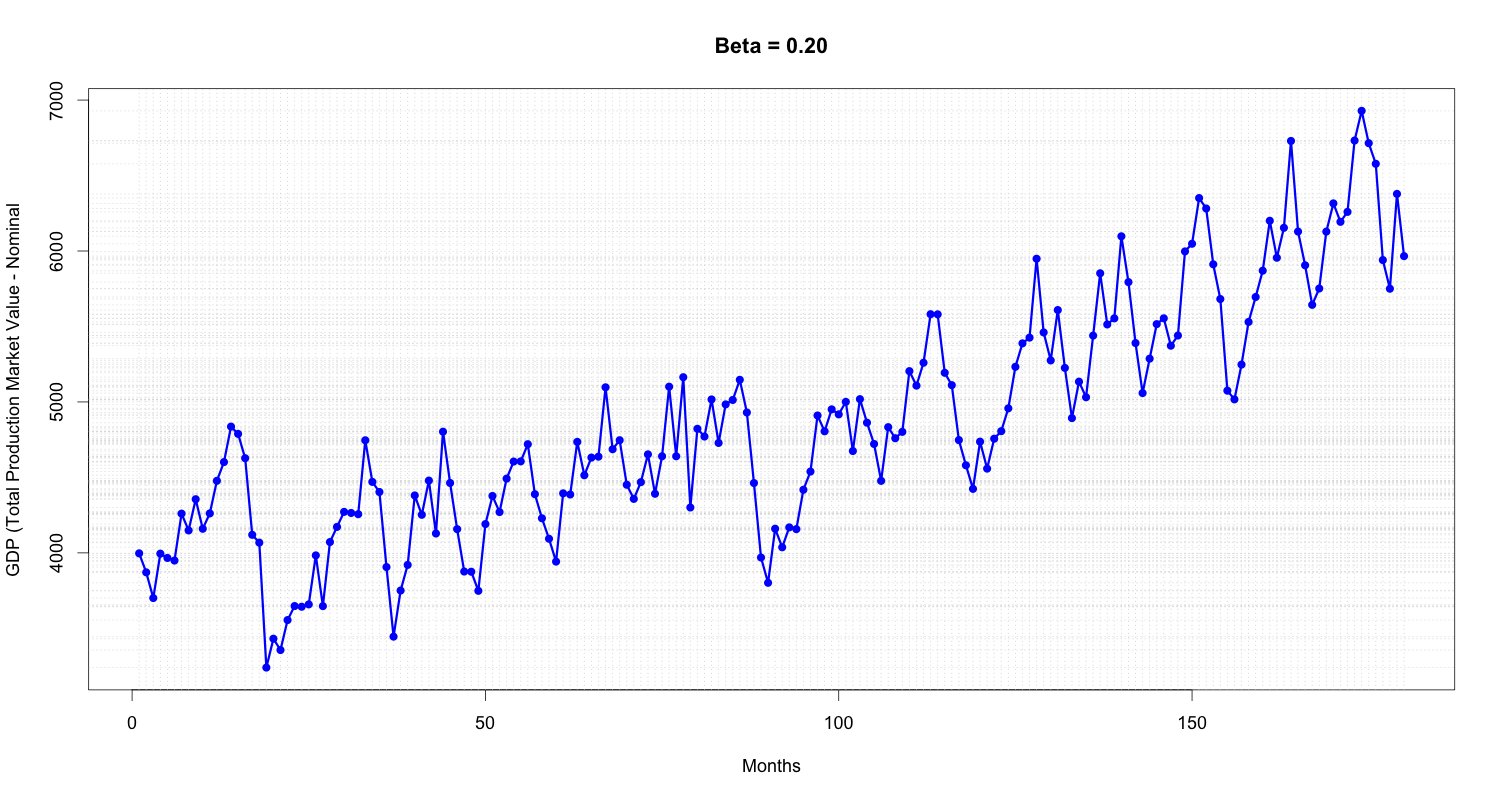 Beta = 0.20
GDP (Total Production Market Value - Nominal
7000
6000
5000
4000
0 50 100 150
Months